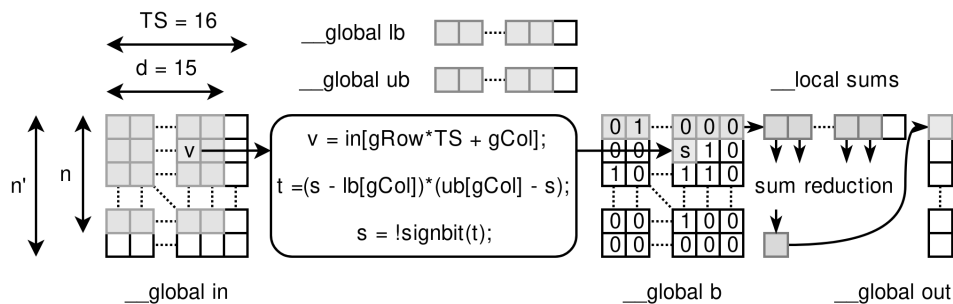 TS = 16
__global lb
d = 15
__global ub
__local sums
n'
n
v
v = in[gRow*TS + gCol];
t =(s - lb[gCol])*(ub[gCol] - s);
s = !signbit(t);
0 1 0 0 0
0 0 s 1 0
1 0 1 1 0
0 0 1 0 0
0 0 0 0 0
sum reduction
__global in
__global b
__global out